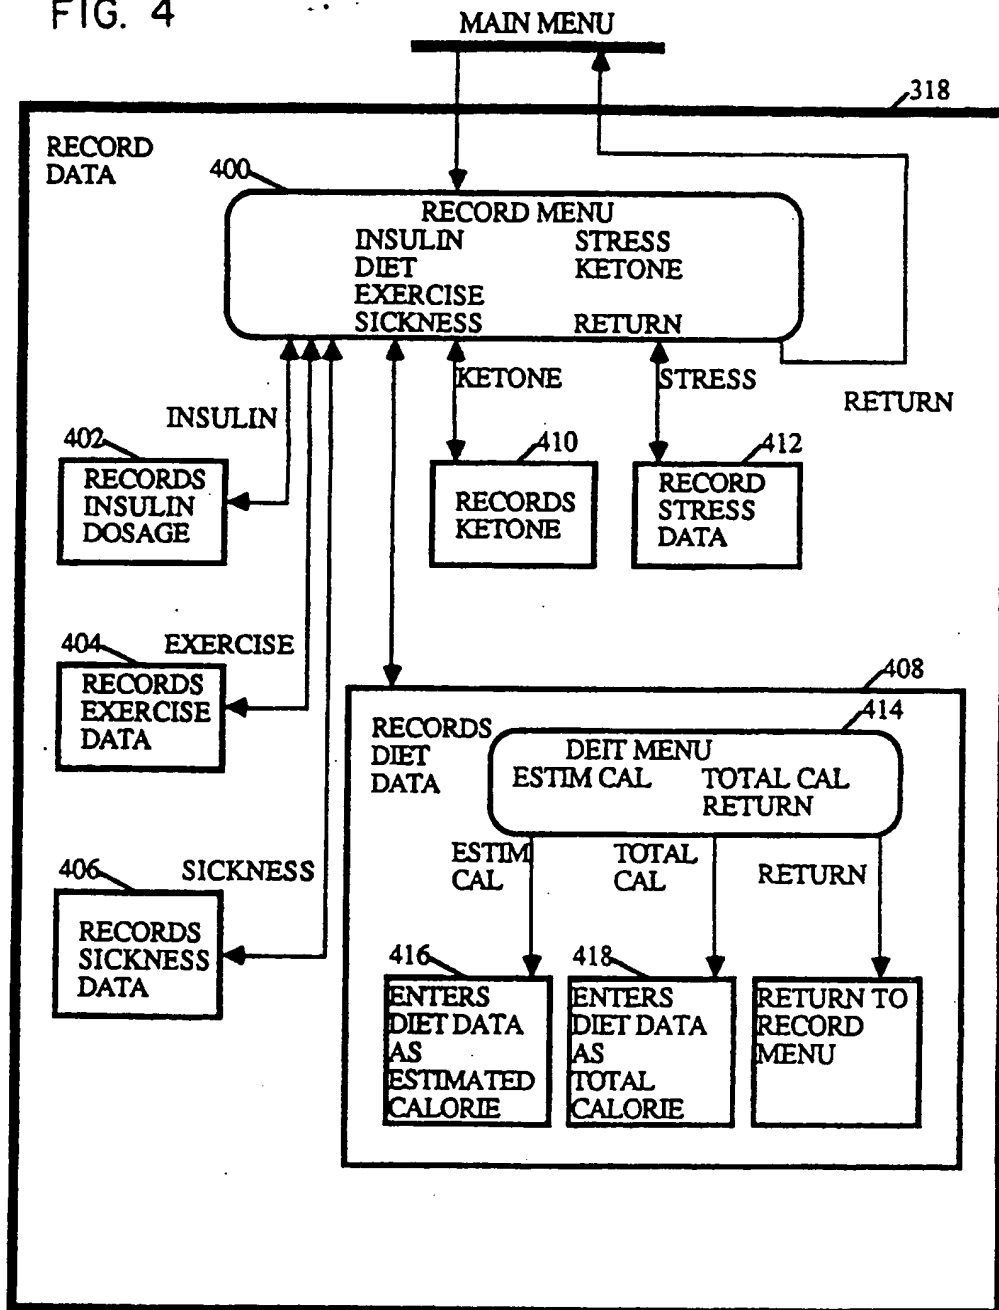 FIG. 4
MAIN MENU
318
RECORD
DATA
400
RECORD MENU
INSULIN STRESS
DIET KETONE
EXERCISE
SICKNESS RETURN
KETONE
STRESS
RETURN
INSULIN
402
RECORDS
INSULIN
DOSAGE
410
RECORDS
KETONE
412
RECORD
STRESS
DATA
404
EXERCISE
RECORDS
EXERCISE
DATA
408
RECORDS
DIET
DATA
414
DEIT MENU
ESTIM CAL TOTAL CAL
RETURN
406
SICKNESS
RECORDS
SICKNESS
DATA
ESTIM
CAL
TOTAL
CAL
RETURN
416
ENTERS
DIET DATA
AS
ESTIMATED
CALORIE
418
ENTERS
DIET DATA
AS
TOTAL
CALORIE
RETURN TO
RECORD
MENU